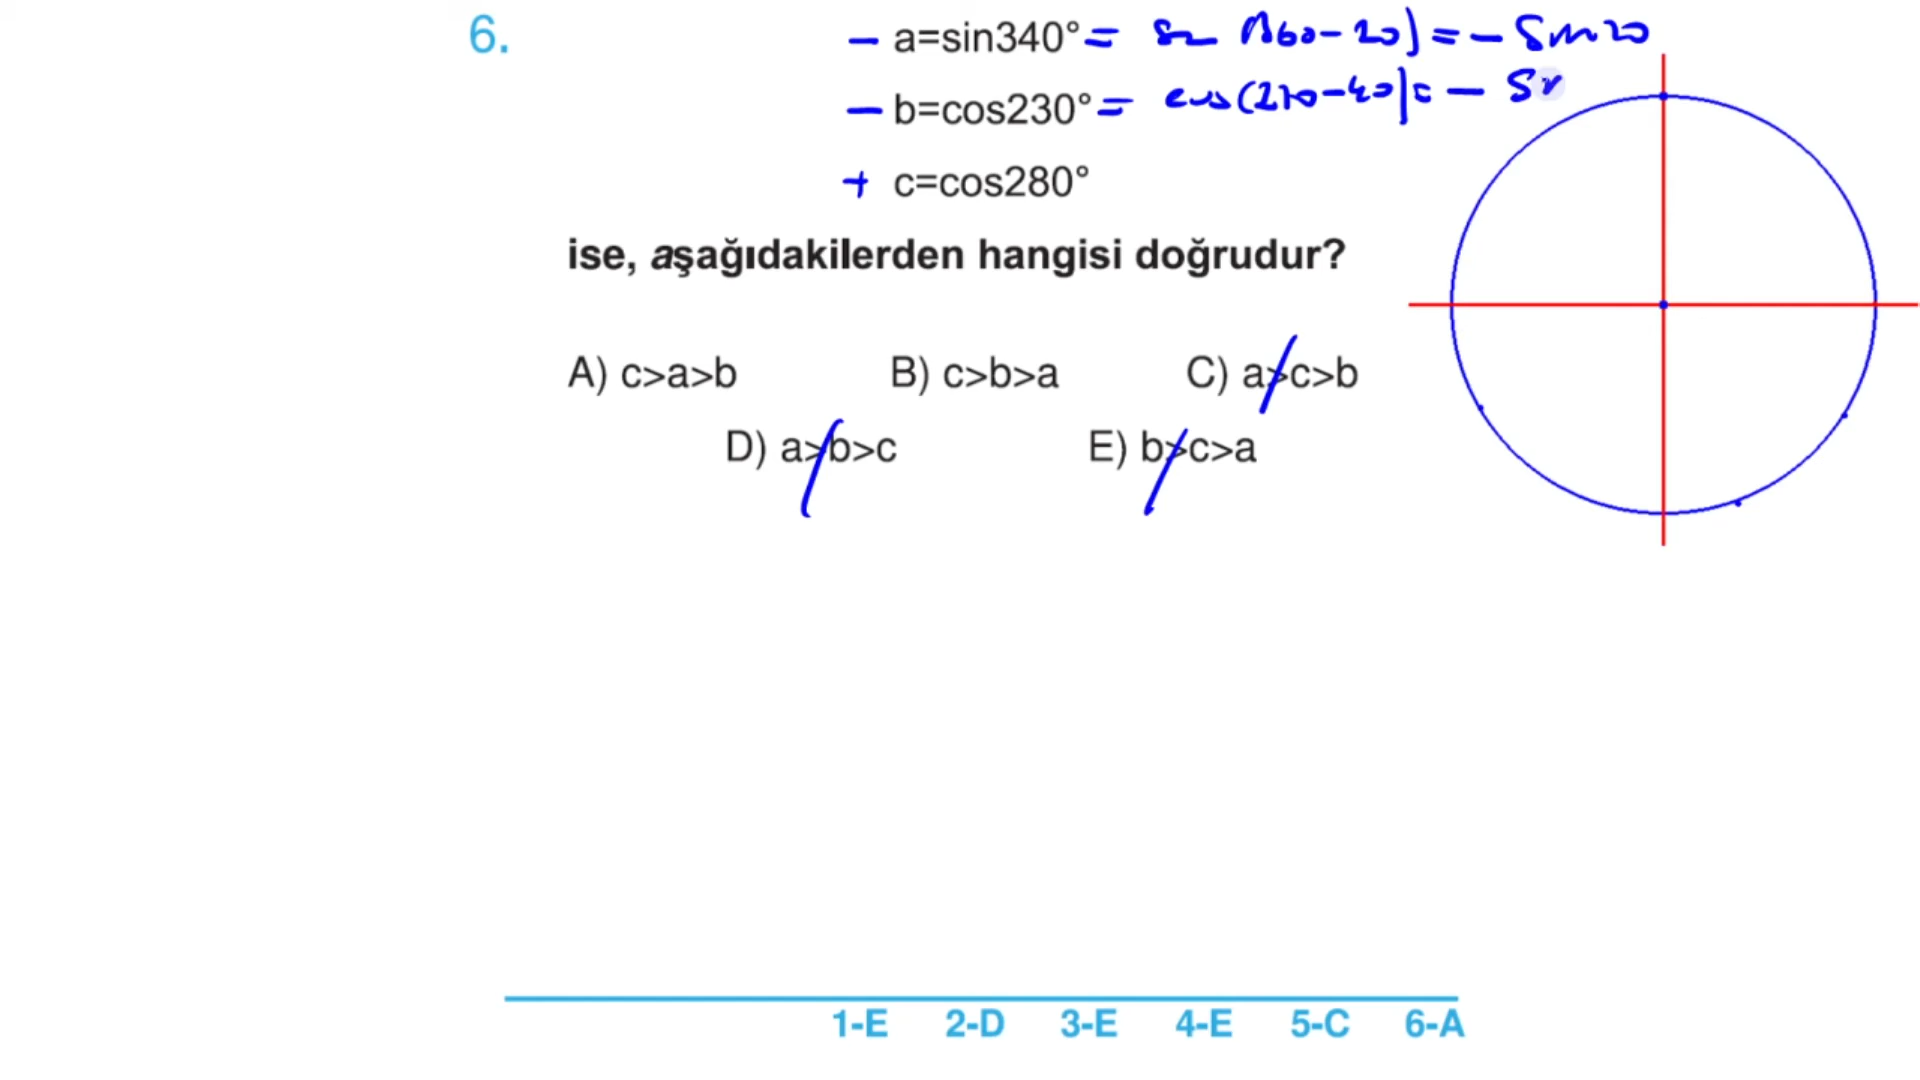 6.
- a=sin340° = sin (360-20) = - Sin20
- b=cos230° = cos(270-40) = - S
+ c=cos280°
ise, aşağıdakilerden hangisi doğrudur?
A) c>a>b B) c>b>a C) a>c>b
D) a>b>c E) b>c>a
1-E 2-D 3-E 4-E 5-C 6-A